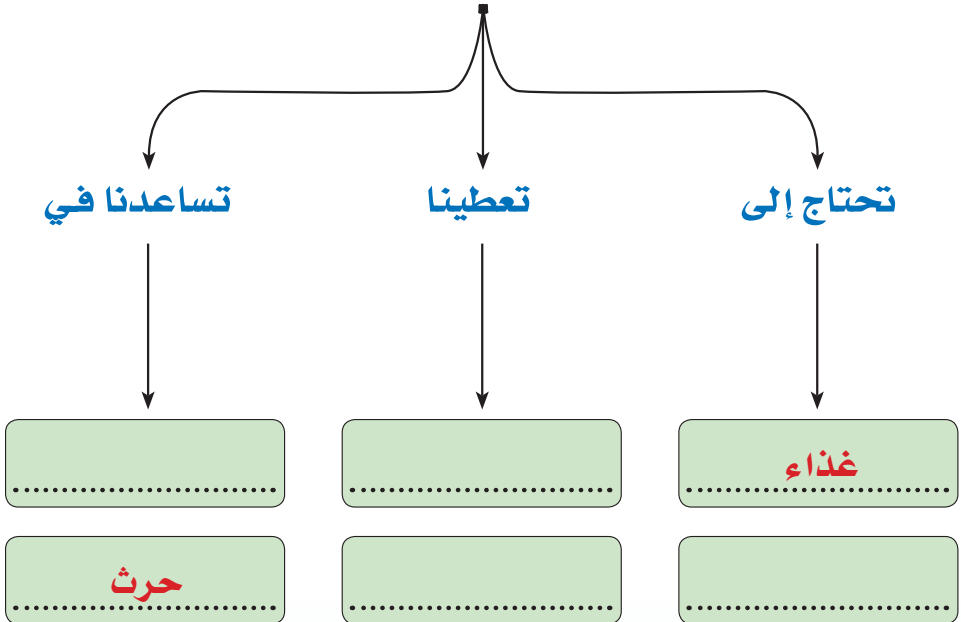 تحتاج إلى
تعطينا
تساعدنا في
غذاء
حرث